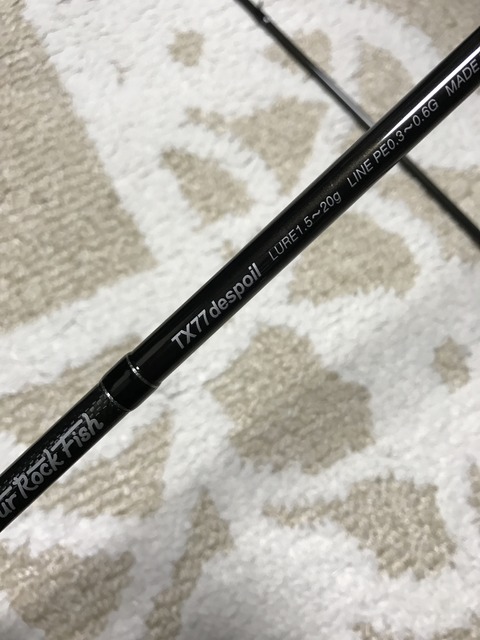 Rock Fish
TX77despoil LURE1.5~20g LINE PE0.3~0.6G MADE